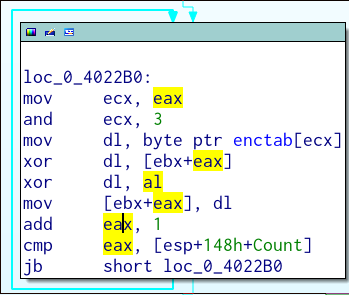 loc_0_4022B0:
mov ecx, eax
and ecx, 3
mov dl, byte ptr enctab[ecx]
xor dl, [ebx+eax]
xor dl, al
mov [ebx+eax], dl
add eax, 1
cmp eax, [esp+148h+Count]
jb short loc_0_4022B0